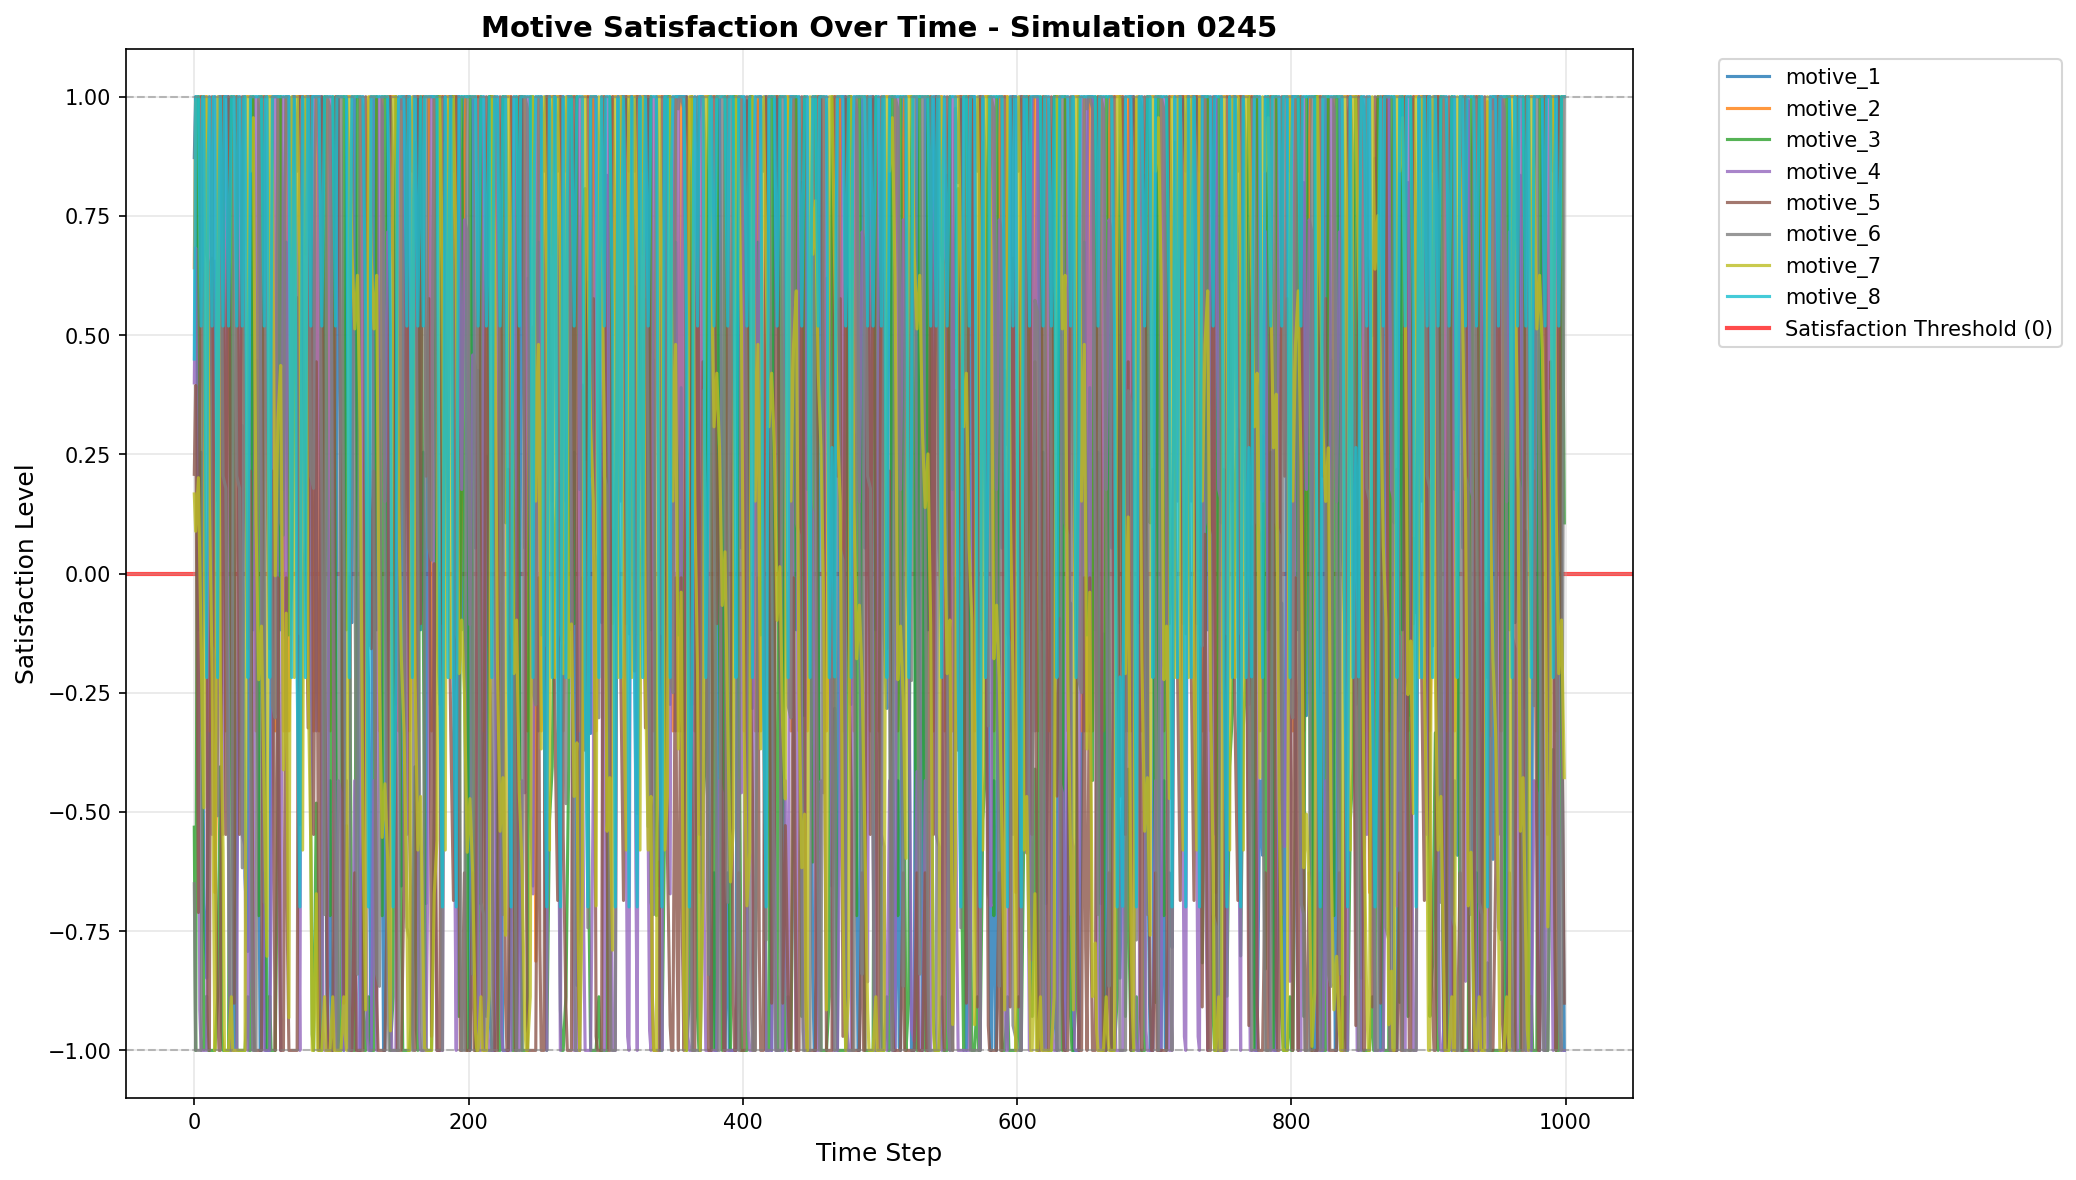 Motive Satisfaction Over Time - Simulation 0245
1.00
0.75
0.50
0.25
0.00
−0.25
−0.50
−0.75
−1.00
Satisfaction Level
0
200
400
600
800
1000
Time Step
motive_1
motive_2
motive_3
motive_4
motive_5
motive_6
motive_7
motive_8
Satisfaction Threshold (0)